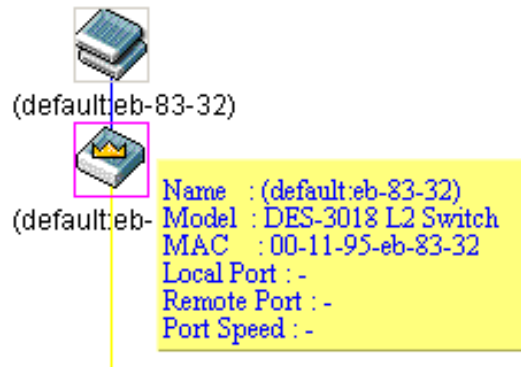 (default:eb-83-32)
(default:eb-
Name : (default:eb-83-32)
Model : DES-3018 L2 Switch
MAC : 00-11-95-eb-83-32
Local Port : -
Remote Port : -
Port Speed : -